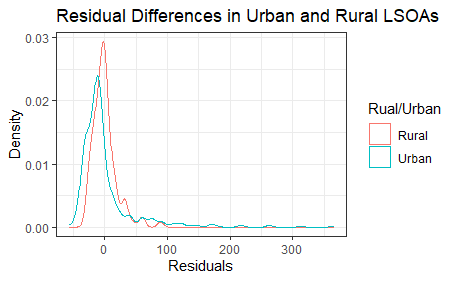 Residual Differences in Urban and Rural LSOAs
0.03
0.02
0.01
0.00
Density
0
100
200
300
Residuals
Rual/Urban
Rural
Urban